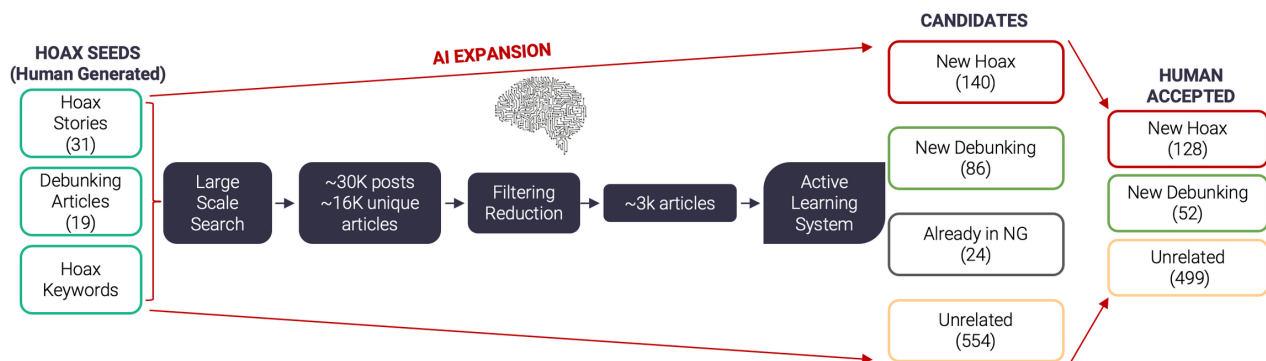 HOAX SEEDS
(Human Generated)
Hoax
Stories
(31)
Debunking
Articles
(19)
Hoax
Keywords
AI EXPANSION
Large
Scale
Search
~30K posts
~16K unique
articles
Filtering
Reduction
~3k articles
Active
Learning
System
CANDIDATES
New Hoax
(140)
New Debunking
(86)
Already in NG
(24)
Unrelated
(554)
HUMAN
ACCEPTED
New Hoax
(128)
New Debunking
(52)
Unrelated
(499)